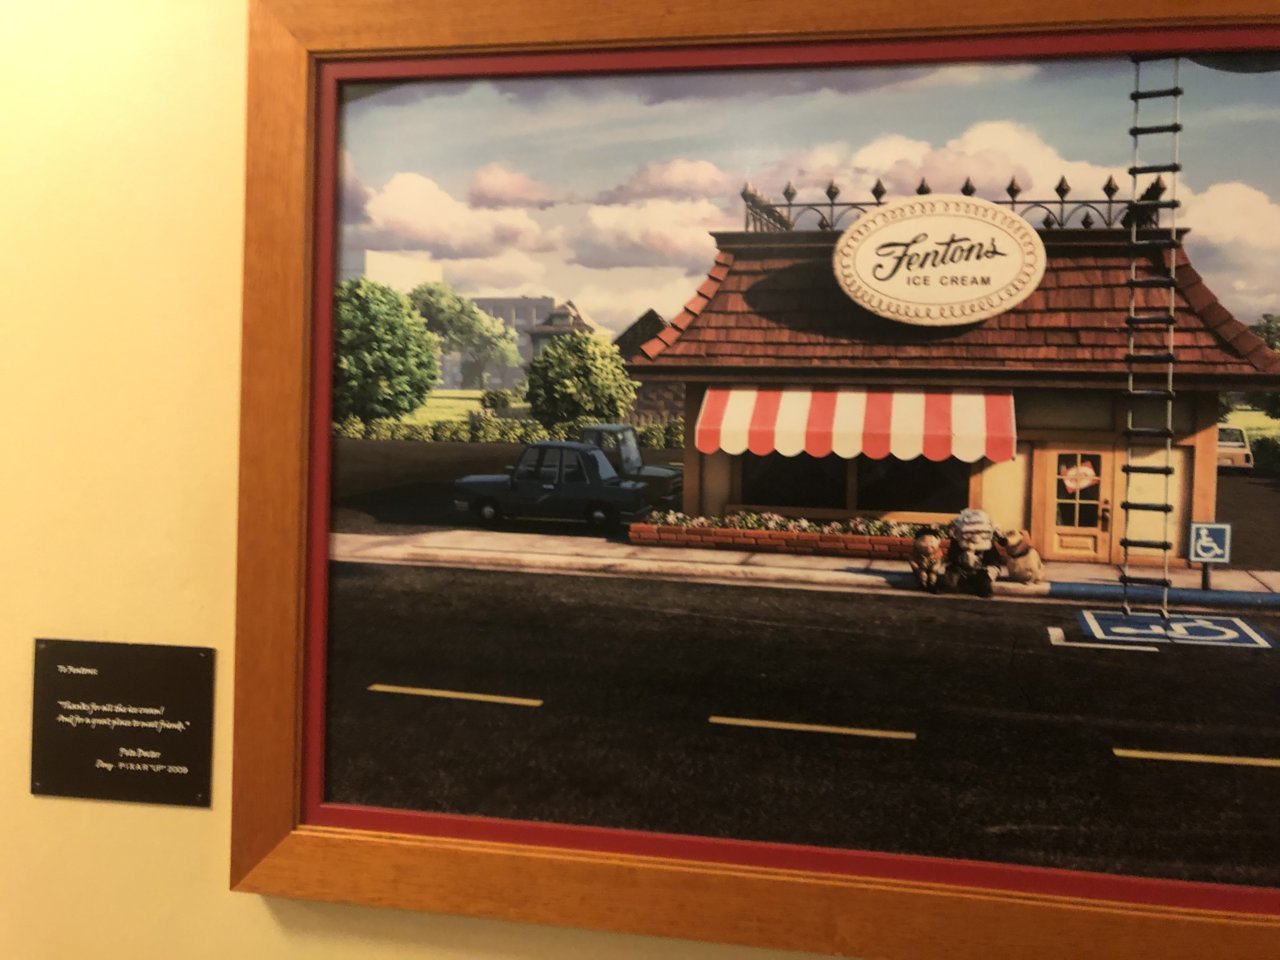 Fentons
ICE CREAM
To Fentons:
"Thanks for all the ice cream!
And for a great place to meet friends."
Pete Docter
PIXAR "UP" 2009